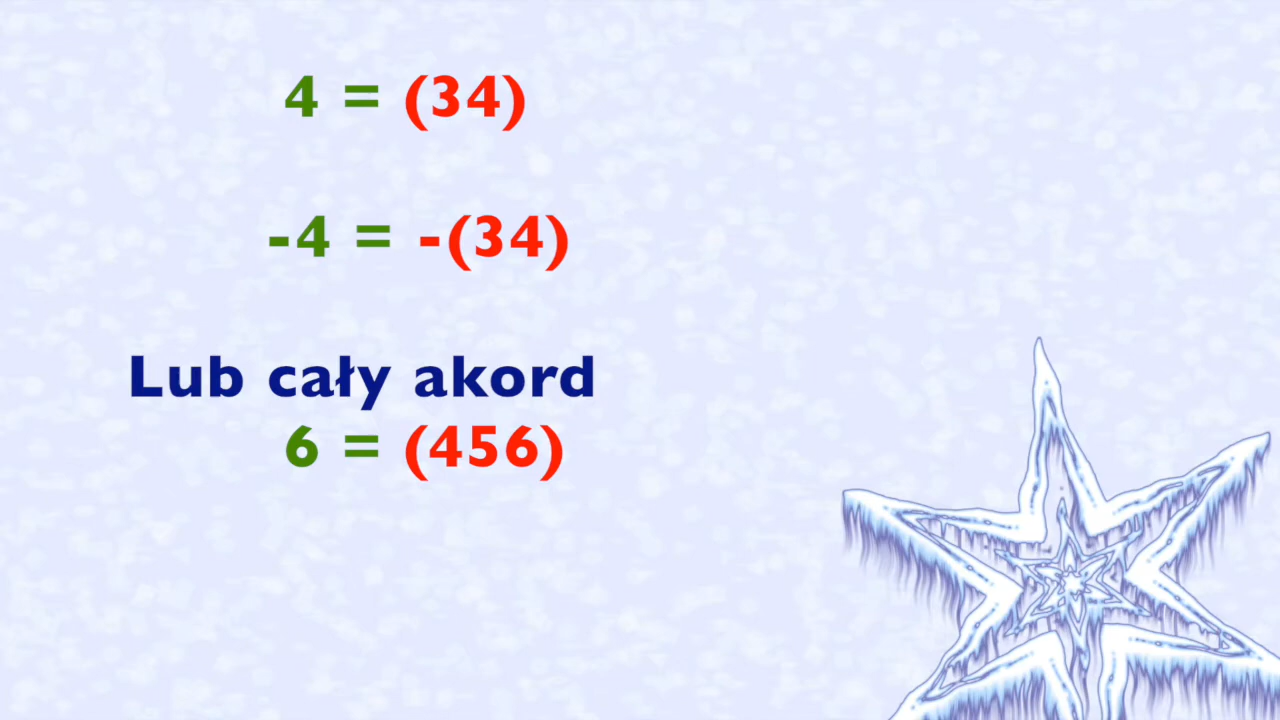 4 = (34)
-4 = -(34)
Lub cały akord
6 = (456)